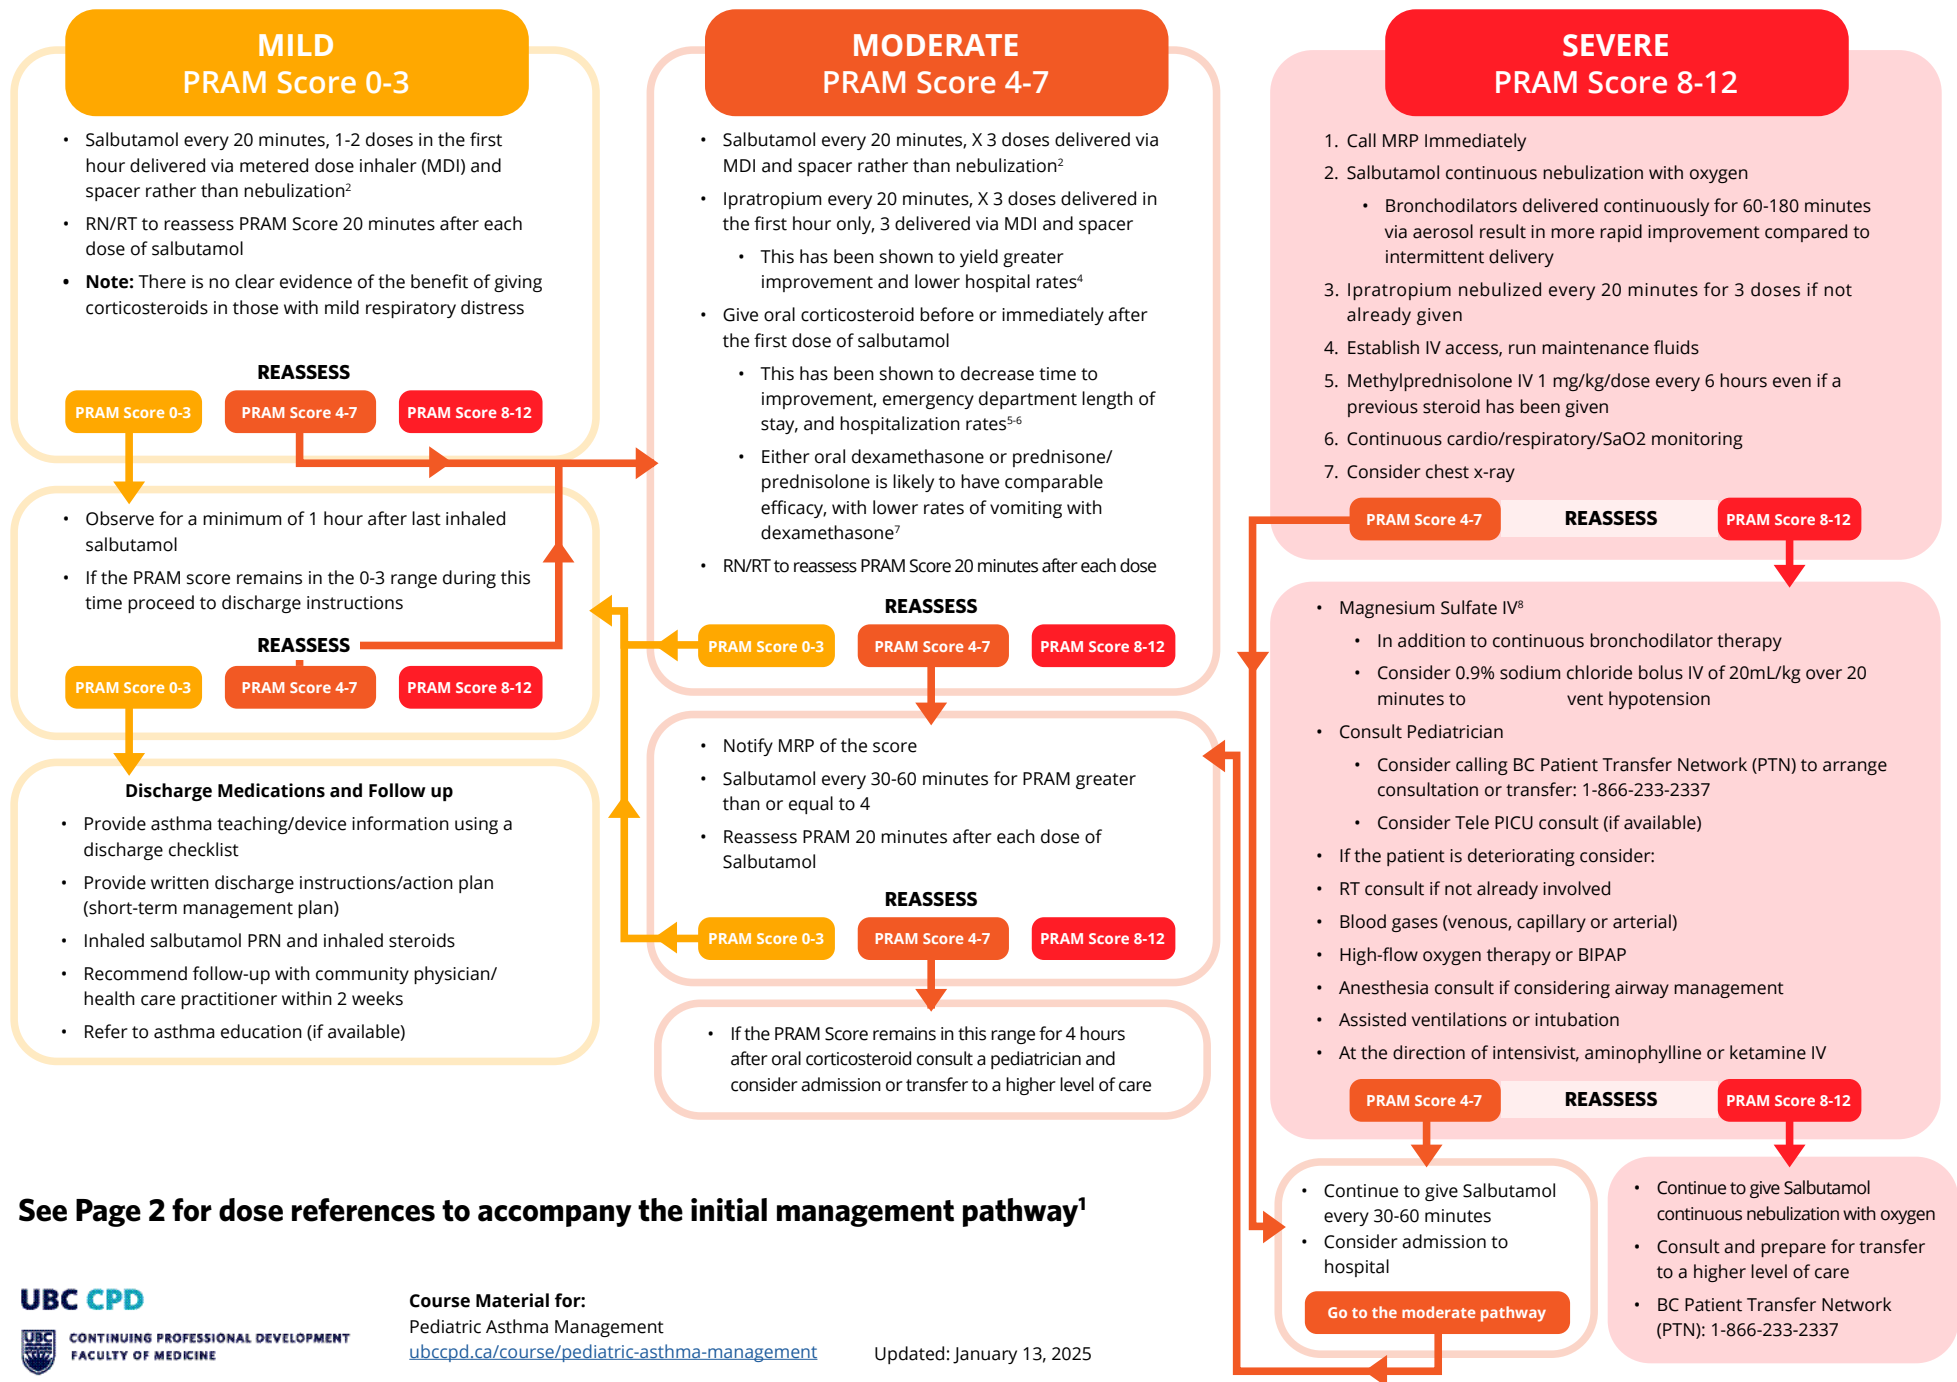 MILD
PRAM Score 0-3
• Salbutamol every 20 minutes, 1-2 doses in the first
hour delivered via metered dose inhaler (MDI) and
spacer rather than nebulization²
• RN/RT to reassess PRAM Score 20 minutes after each
dose of salbutamol
• Note: There is no clear evidence of the benefit of giving
corticosteroids in those with mild respiratory distress
REASSESS
PRAM Score 0-3
PRAM Score 4-7
PRAM Score 8-12
• Observe for a minimum of 1 hour after last inhaled
salbutamol
• If the PRAM score remains in the 0-3 range during this
time proceed to discharge instructions
REASSESS
PRAM Score 0-3
PRAM Score 4-7
PRAM Score 8-12
Discharge Medications and Follow up
• Provide asthma teaching/device information using a
discharge checklist
• Provide written discharge instructions/action plan
(short-term management plan)
• Inhaled salbutamol PRN and inhaled steroids
• Recommend follow-up with community physician/
health care practitioner within 2 weeks
• Refer to asthma education (if available)
MODERATE
PRAM Score 4-7
• Salbutamol every 20 minutes, X 3 doses delivered via
MDI and spacer rather than nebulization²
• Ipratropium every 20 minutes, X 3 doses delivered in
the first hour only, 3 delivered via MDI and spacer
• This has been shown to yield greater
improvement and lower hospital rates⁴
• Give oral corticosteroid before or immediately after
the first dose of salbutamol
• This has been shown to decrease time to
improvement, emergency department length of
stay, and hospitalization rates⁵⁻⁶
• Either oral dexamethasone or prednisone/
prednisolone is likely to have comparable
efficacy, with lower rates of vomiting with
dexamethasone⁷
• RN/RT to reassess PRAM Score 20 minutes after each dose
REASSESS
PRAM Score 0-3
PRAM Score 4-7
PRAM Score 8-12
• Notify MRP of the score
• Salbutamol every 30-60 minutes for PRAM greater
than or equal to 4
• Reassess PRAM 20 minutes after each dose of
Salbutamol
REASSESS
PRAM Score 0-3
PRAM Score 4-7
PRAM Score 8-12
• If the PRAM Score remains in this range for 4 hours
after oral corticosteroid consult a pediatrician and
consider admission or transfer to a higher level of care
SEVERE
PRAM Score 8-12
1. Call MRP Immediately
2. Salbutamol continuous nebulization with oxygen
• Bronchodilators delivered continuously for 60-180 minutes
via aerosol result in more rapid improvement compared to
intermittent delivery
3. Ipratropium nebulized every 20 minutes for 3 doses if not
already given
4. Establish IV access, run maintenance fluids
5. Methylprednisolone IV 1 mg/kg/dose every 6 hours even if a
previous steroid has been given
6. Continuous cardio/respiratory/SaO2 monitoring
7. Consider chest x-ray
PRAM Score 4-7
REASSESS
PRAM Score 8-12
• Magnesium Sulfate IV⁸
• In addition to continuous bronchodilator therapy
• Consider 0.9% sodium chloride bolus IV of 20mL/kg over 20
minutes to vent hypotension
• Consult Pediatrician
• Consider calling BC Patient Transfer Network (PTN) to arrange
consultation or transfer: 1-866-233-2337
• Consider Tele PICU consult (if available)
• If the patient is deteriorating consider:
• RT consult if not already involved
• Blood gases (venous, capillary or arterial)
• High-flow oxygen therapy or BIPAP
• Anesthesia consult if considering airway management
• Assisted ventilations or intubation
• At the direction of intensivist, aminophylline or ketamine IV
PRAM Score 4-7
REASSESS
PRAM Score 8-12
• Continue to give Salbutamol
every 30-60 minutes
• Consider admission to
hospital
Go to the moderate pathway
• Continue to give Salbutamol
continuous nebulization with oxygen
• Consult and prepare for transfer
to a higher level of care
• BC Patient Transfer Network
(PTN): 1-866-233-2337
See Page 2 for dose references to accompany the initial management pathway¹
UBC CPD
UBC
CONTINUING PROFESSIONAL DEVELOPMENT
FACULTY OF MEDICINE
Course Material for:
Pediatric Asthma Management
ubccpd.ca/course/pediatric-asthma-management
Updated: January 13, 2025